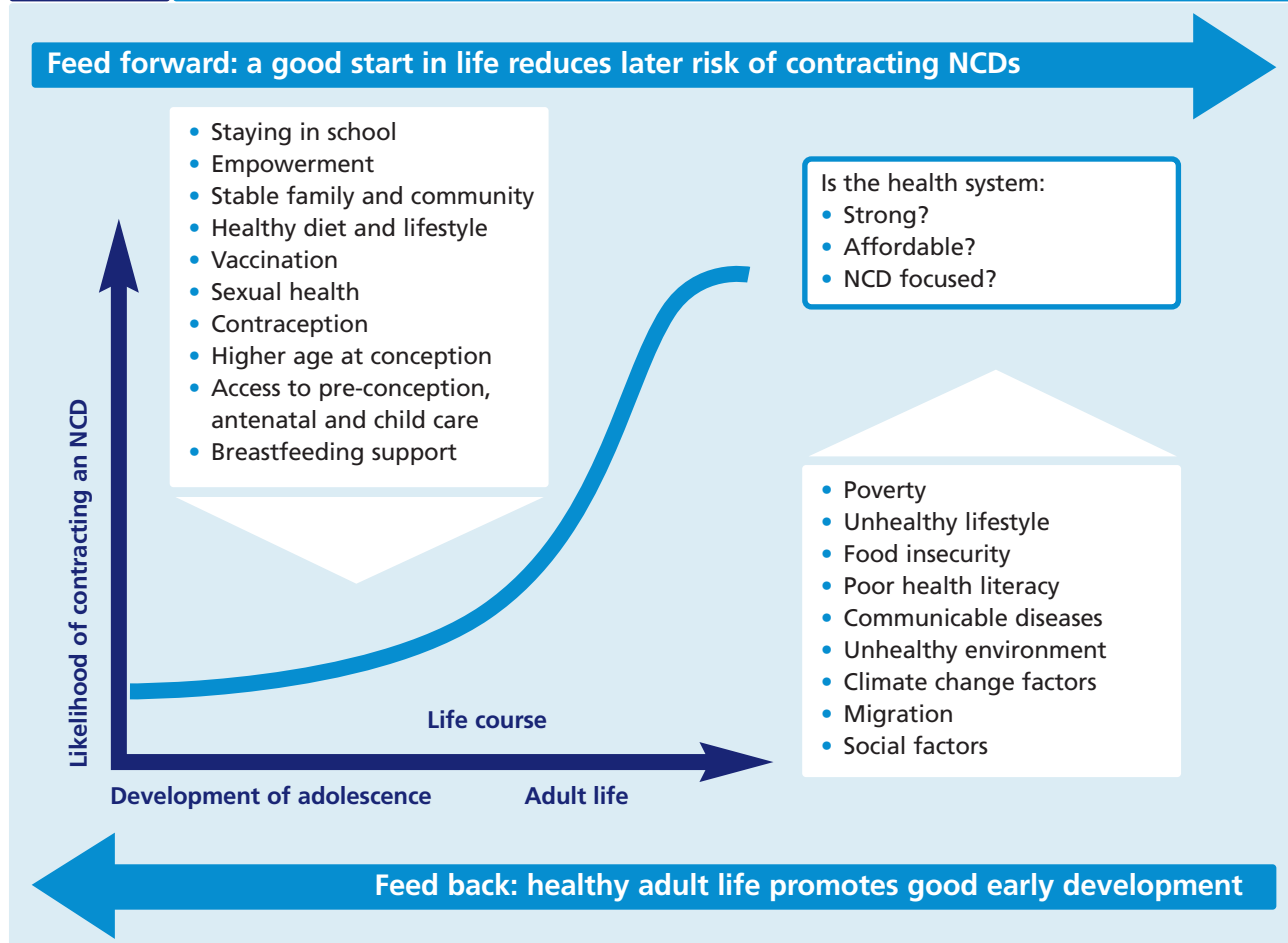 Feed forward: a good start in life reduces later risk of contracting NCDs
• Staying in school
• Empowerment
• Stable family and community
• Healthy diet and lifestyle
• Vaccination
• Sexual health
• Contraception
• Higher age at conception
• Access to pre-conception,
antenatal and child care
• Breastfeeding support
Is the health system:
• Strong?
• Affordable?
• NCD focused?
• Poverty
• Unhealthy lifestyle
• Food insecurity
• Poor health literacy
• Communicable diseases
• Unhealthy environment
• Climate change factors
• Migration
• Social factors
Likelihood of contracting an NCD
Life course
Development of adolescence
Adult life
Feed back: healthy adult life promotes good early development